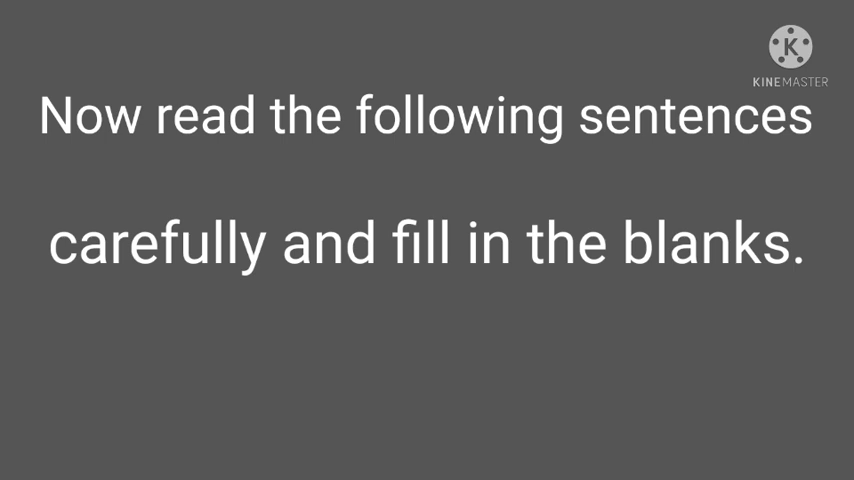 K
KINEMASTER
Now read the following sentences
carefully and fill in the blanks.